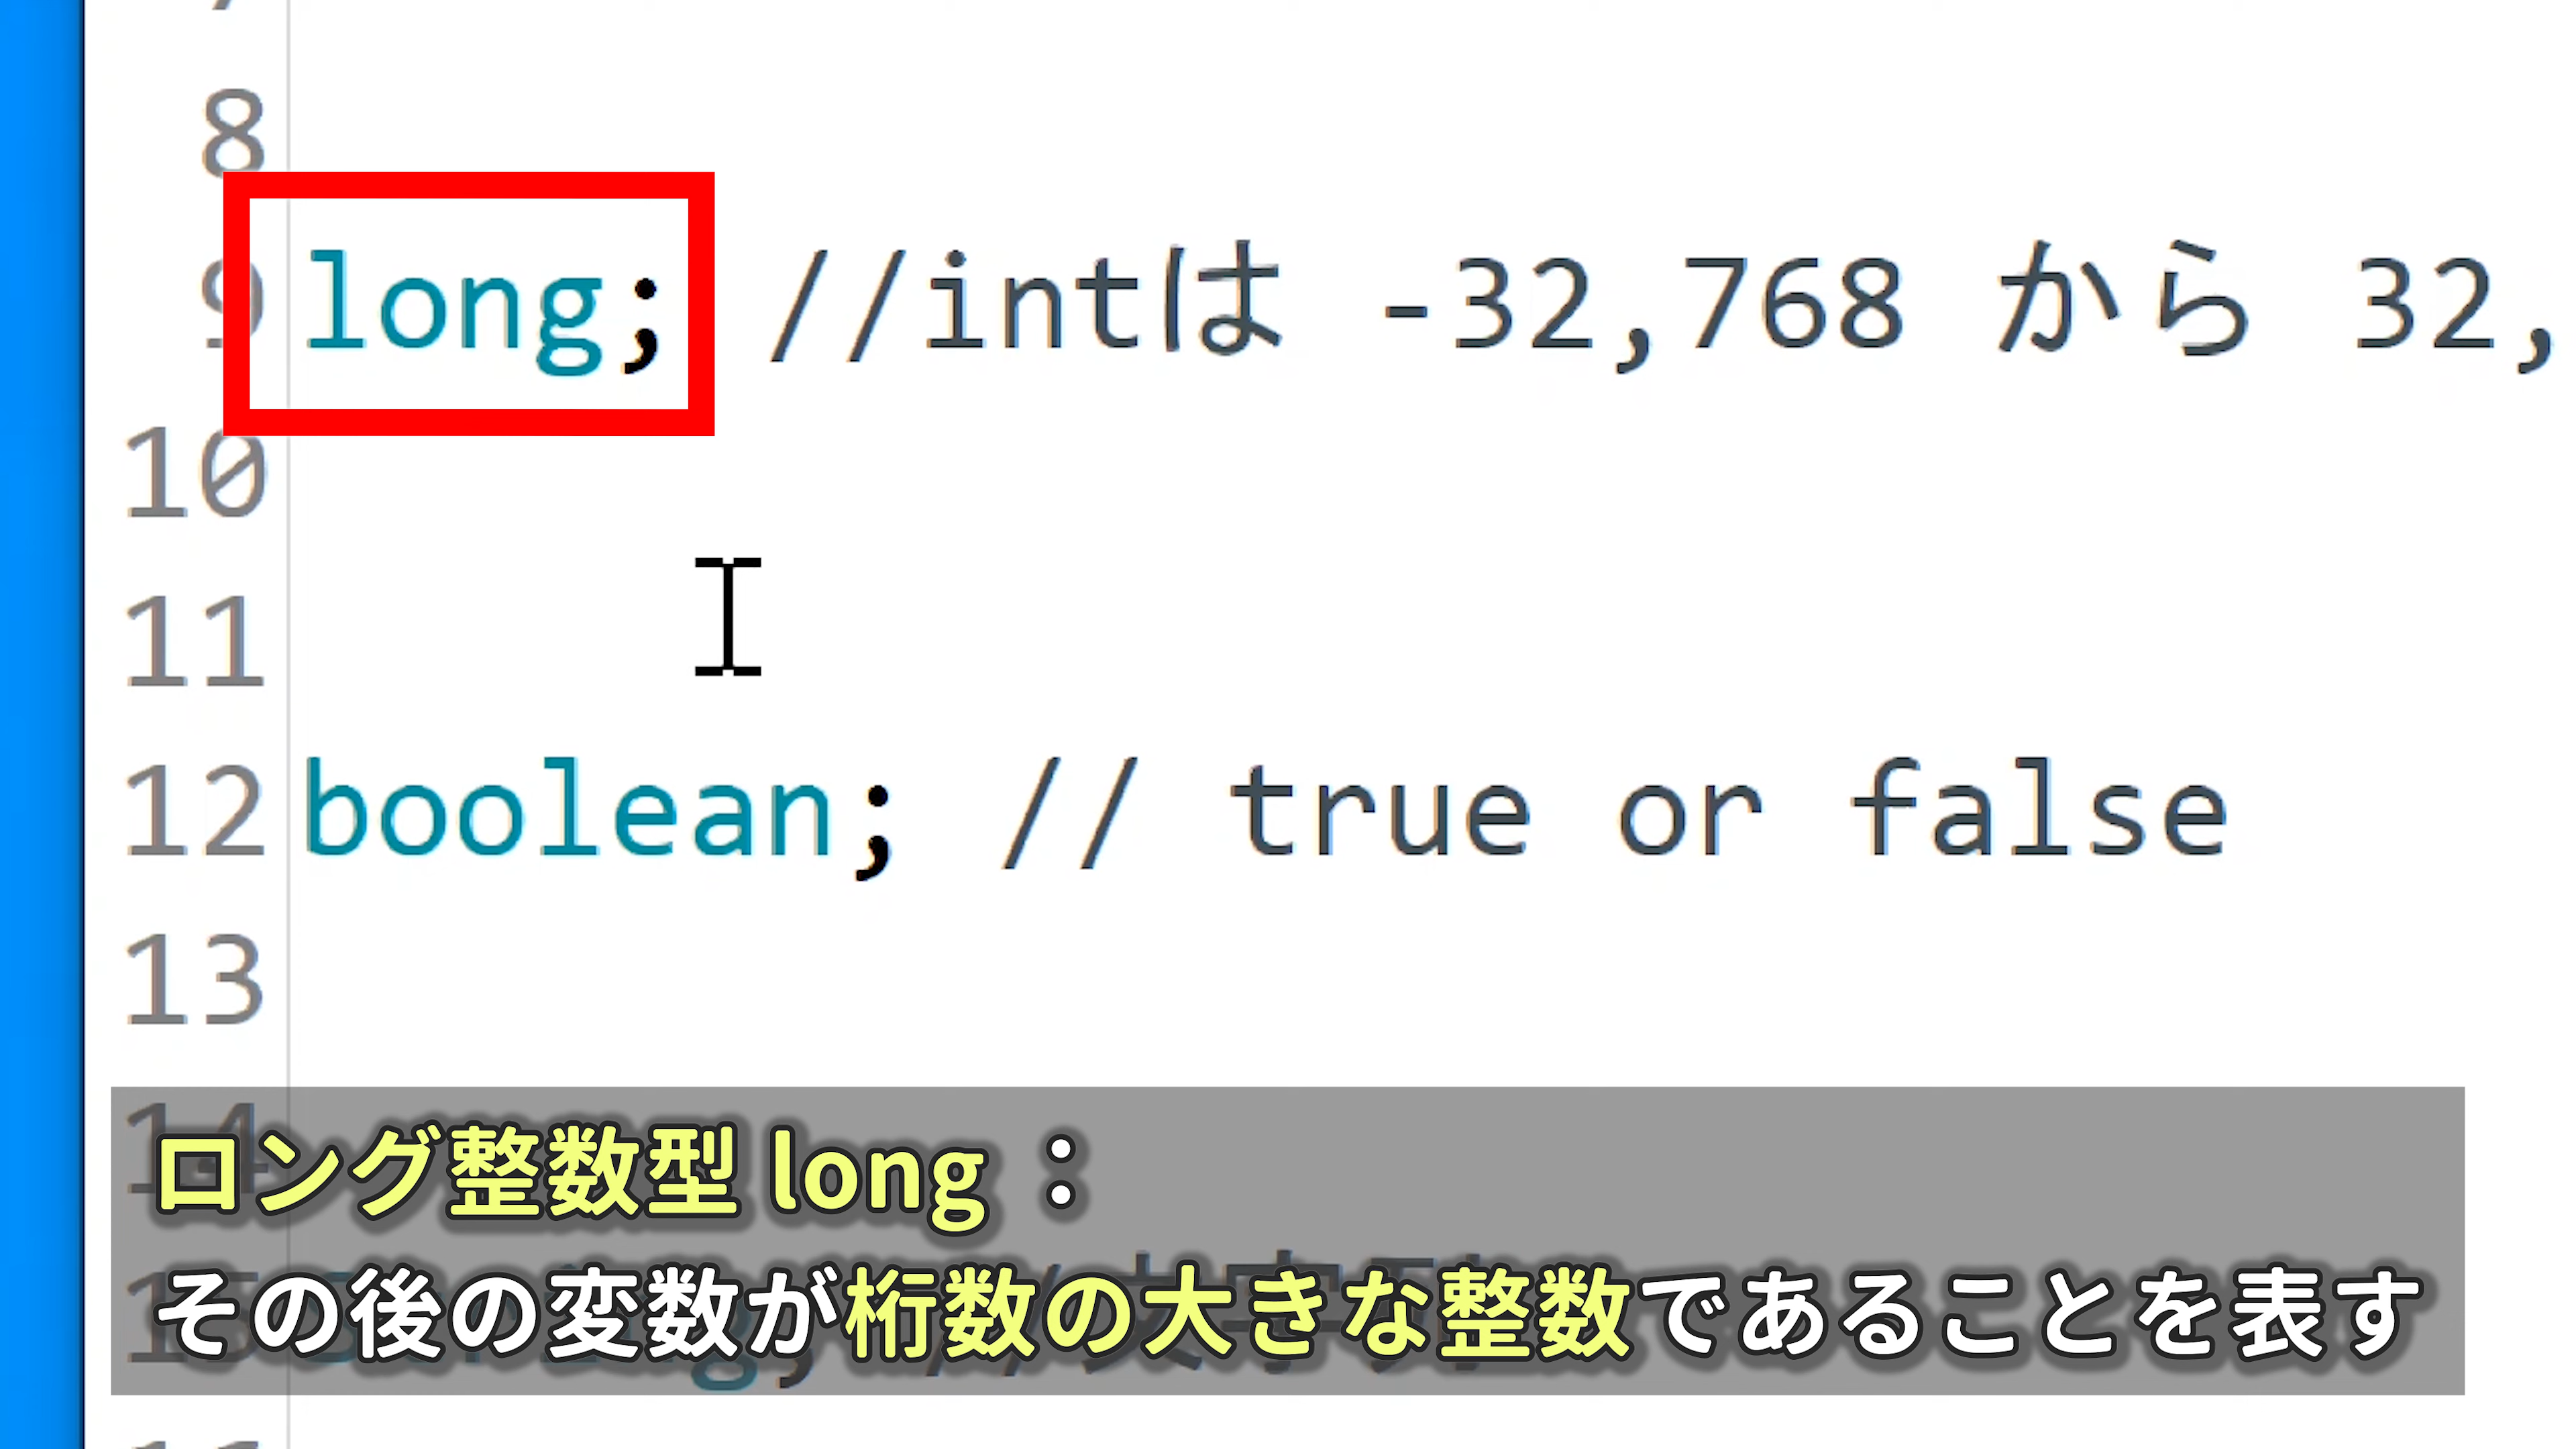 8
9 long; //intは -32,768 から 32,
10
11
12 boolean; // true or false
13
14
ロング整数型 long：
その後の変数が桁数の大きな整数であることを表す